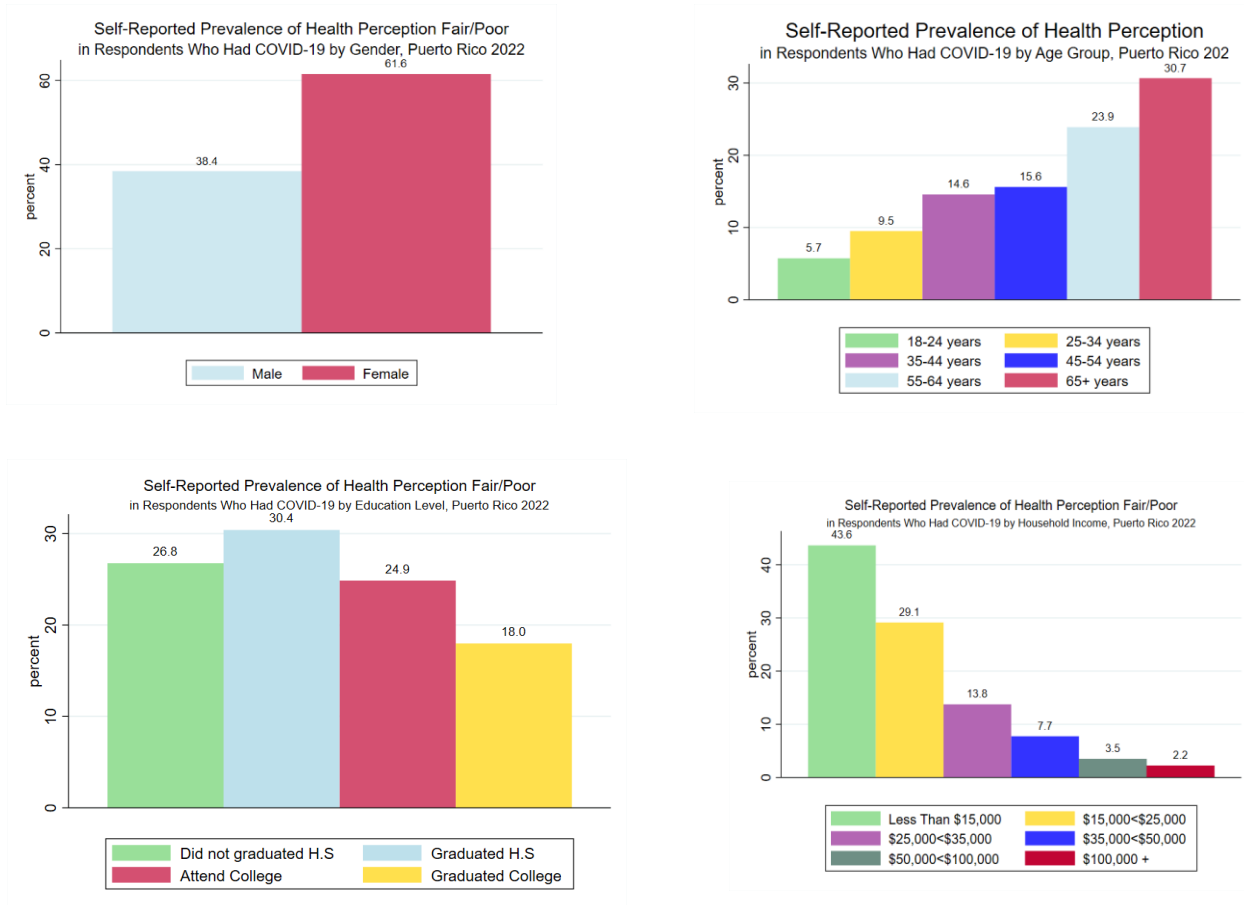 Self-Reported Prevalence of Health Perception Fair/Poor
in Respondents Who Had COVID-19 by Gender, Puerto Rico 2022
61.6
60
38.4
40
percent
20
0
Male Female
Self-Reported Prevalence of Health Perception
in Respondents Who Had COVID-19 by Age Group, Puerto Rico 202
30.7
30
23.9
20
percent
15.6
14.6
10
9.5
5.7
0
18-24 years 25-34 years
35-44 years 45-54 years
55-64 years 65+ years
Self-Reported Prevalence of Health Perception Fair/Poor
in Respondents Who Had COVID-19 by Education Level, Puerto Rico 2022
30.4
30
26.8
24.9
20
18.0
percent
10
0
Did not graduated H.S Graduated H.S
Attend College Graduated College
Self-Reported Prevalence of Health Perception Fair/Poor
in Respondents Who Had COVID-19 by Household Income, Puerto Rico 2022
43.6
40
29.1
30
percent
20
13.8
10
7.7
3.5
2.2
0
Less Than $15,000 $15,000<$25,000
$25,000<$35,000 $35,000<$50,000
$50,000<$100,000 $100,000 +